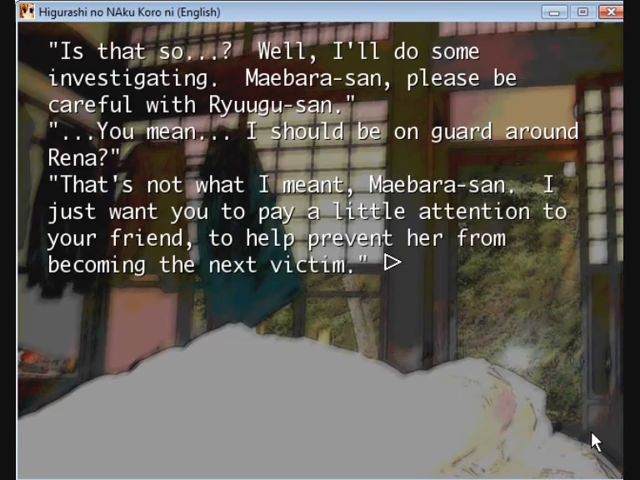 Higurashi no NAku Koro ni (English)
"Is that so...?  Well, I'll do some
investigating.  Maebara-san, please be
careful with Ryuugu-san."
"...You mean... I should be on guard around
Rena?"
"That's not what I meant, Maebara-san.  I
just want you to pay a little attention to
your friend, to help prevent her from
becoming the next victim."